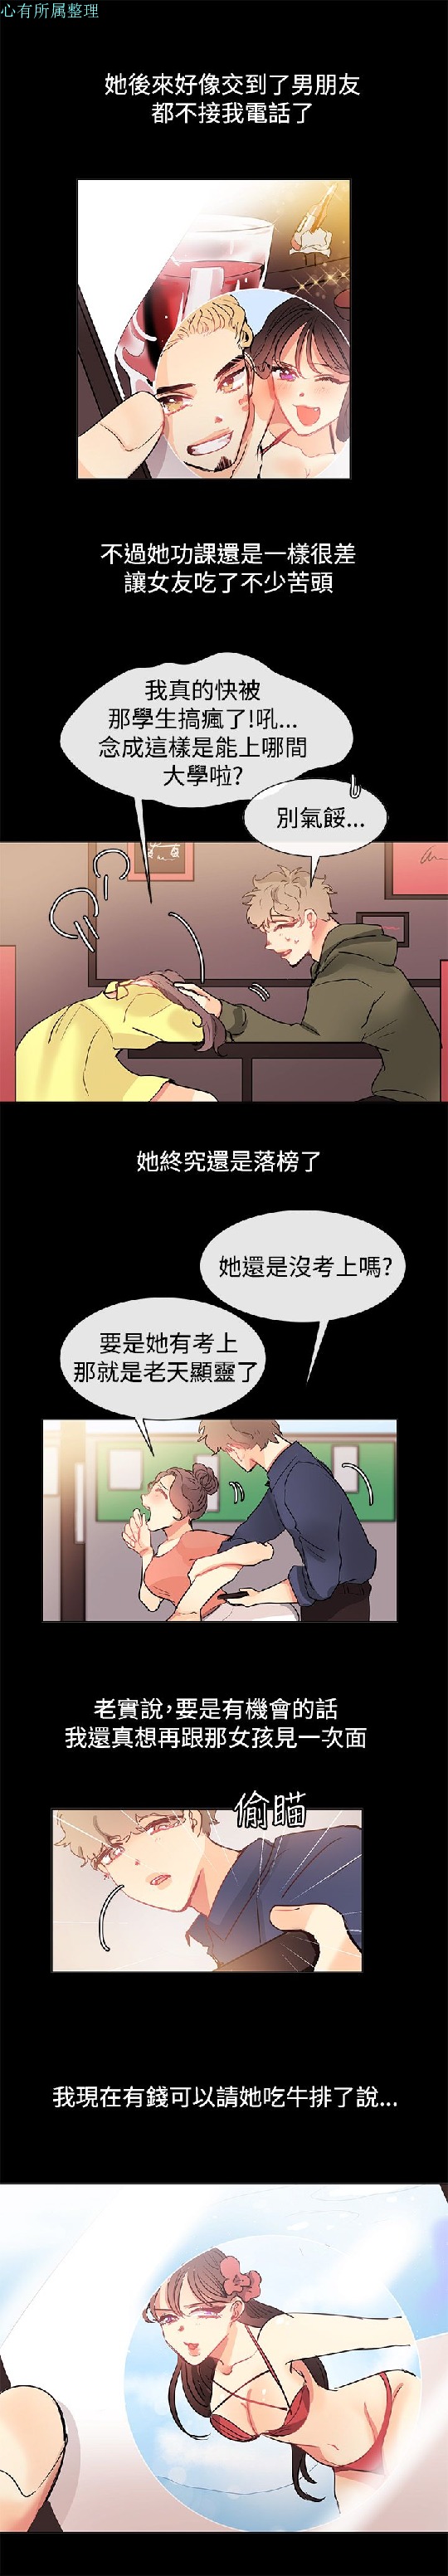 心有所属整理
她後來好像交到了男朋友
都不接我電話了
不過她功課還是一樣很差
讓女友吃了不少苦頭
我真的快被
那學生搞瘋了!吼...
念成這樣是能上哪間
大學啦?
別氣餒...
她終究還是落榜了
她還是沒考上嗎?
要是她有考上
那就是老天顯靈了
老實說,要是有機會的話
我還真想再跟那女孩見一次面
偷瞄
我現在有錢可以請她吃牛排了說...